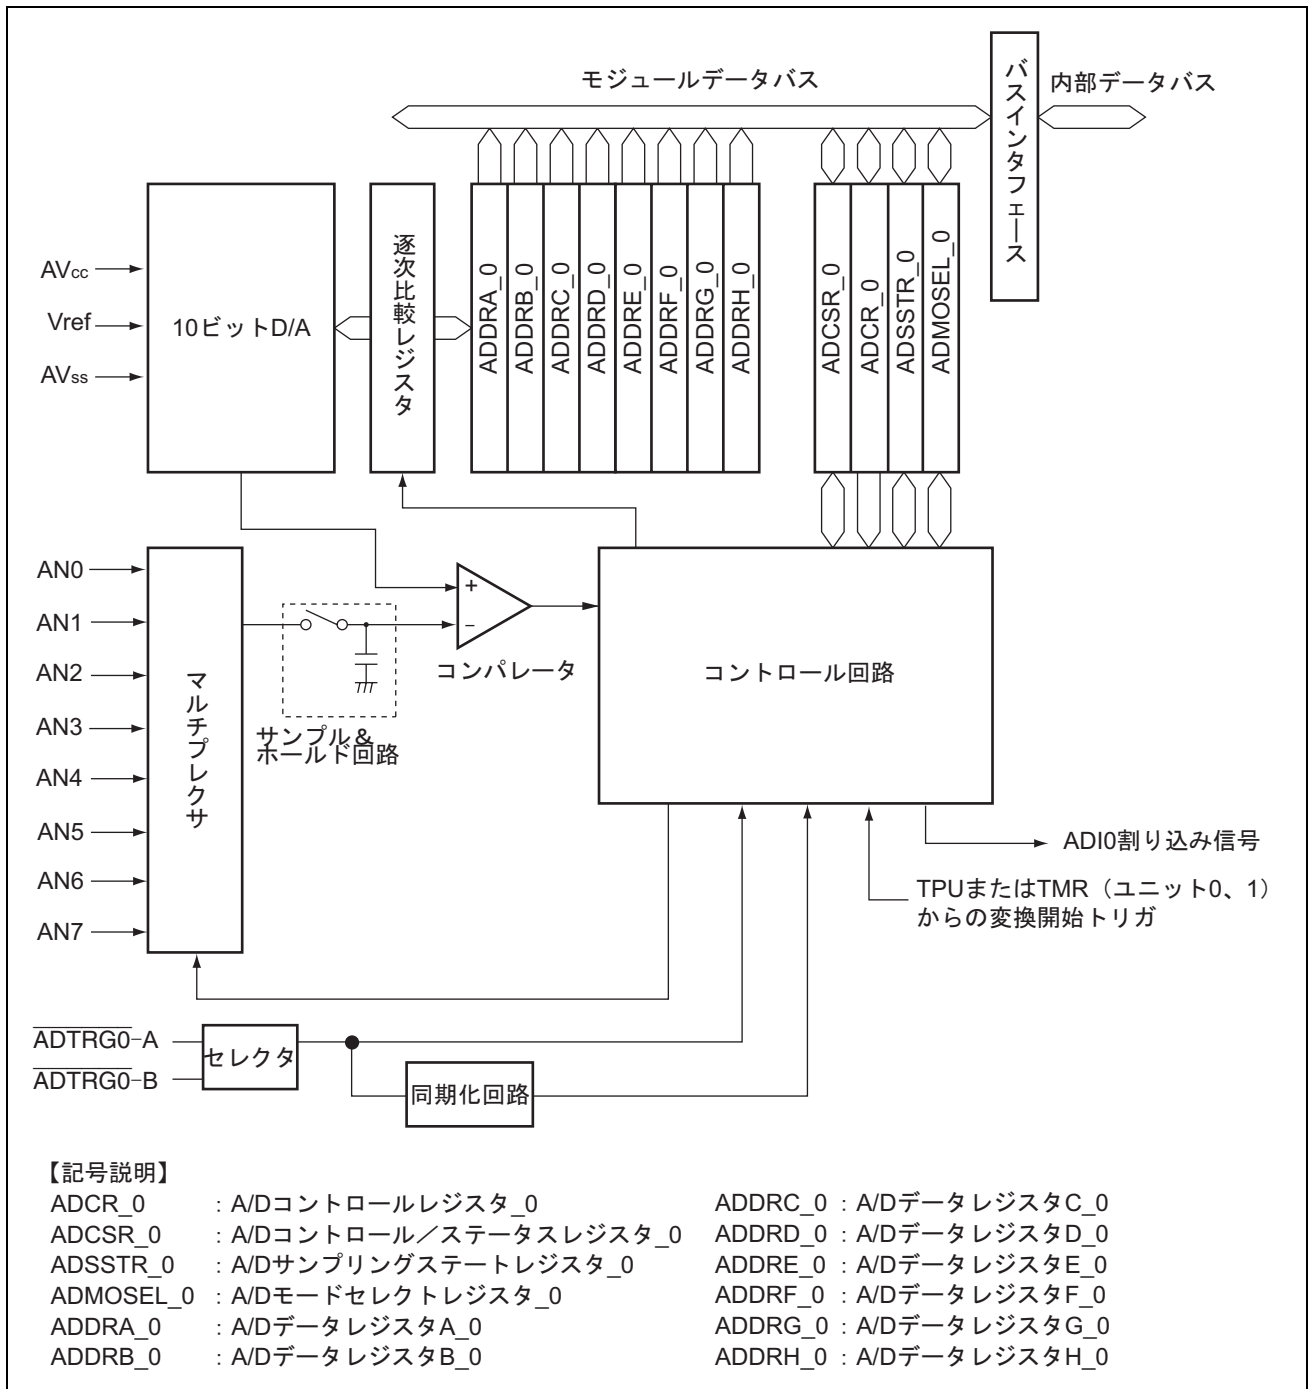 モジュールデータバス
バスインタフェース
内部データバス
AVcc
Vref
AVss
10ビットD/A
逐次比較レジスタ
ADDRA_0
ADDRB_0
ADDRC_0
ADDRD_0
ADDRE_0
ADDRF_0
ADDRG_0
ADDRH_0
ADCSR_0
ADCR_0
ADSSTR_0
ADMOSEL_0
AN0
AN1
AN2
AN3
AN4
AN5
AN6
AN7
マルチプレクサ
サンプル&
ホールド回路
+
−
コンパレータ
コントロール回路
ADI0割り込み信号
TPUまたはTMR(ユニット0、1)
からの変換開始トリガ
ADTRG0-A
ADTRG0-B
セレクタ
同期化回路
【記号説明】
ADCR_0 : A/Dコントロールレジスタ_0
ADCSR_0 : A/Dコントロール/ステータスレジスタ_0
ADSSTR_0 : A/Dサンプリングステートレジスタ_0
ADMOSEL_0 : A/Dモードセレクトレジスタ_0
ADDRA_0 : A/DデータレジスタA_0
ADDRB_0 : A/DデータレジスタB_0
ADDRC_0 : A/DデータレジスタC_0
ADDRD_0 : A/DデータレジスタD_0
ADDRE_0 : A/DデータレジスタE_0
ADDRF_0 : A/DデータレジスタF_0
ADDRG_0 : A/DデータレジスタG_0
ADDRH_0 : A/DデータレジスタH_0